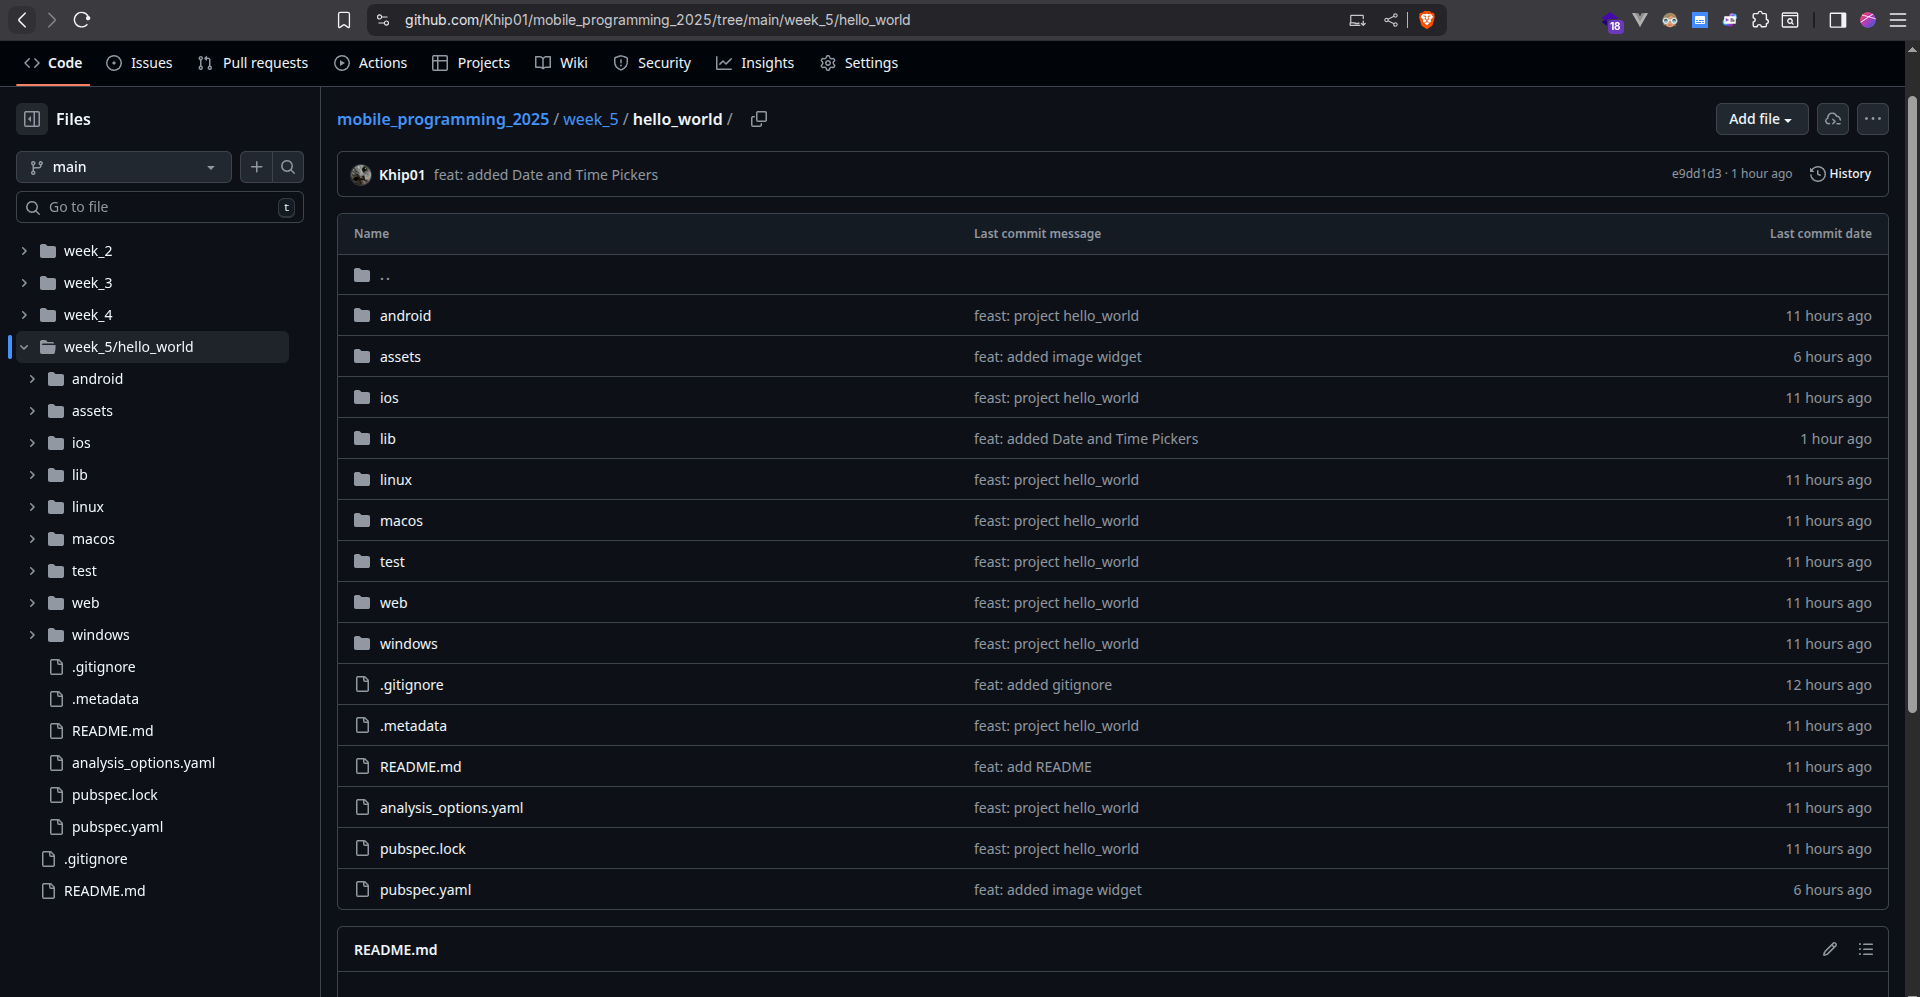 github.com/Khip01/mobile_programming_2025/tree/main/week_5/hello_world
18
Code Issues Pull requests Actions Projects Wiki Security Insights Settings
Files
main
Go to file t
week_2
week_3
week_4
week_5/hello_world
android
assets
ios
lib
linux
macos
test
web
windows
.gitignore
.metadata
README.md
analysis_options.yaml
pubspec.lock
pubspec.yaml
.gitignore
README.md
mobile_programming_2025 / week_5 / hello_world /
Add file
Khip01 feat: added Date and Time Pickers e9dd1d3 · 1 hour ago History
Name Last commit message Last commit date
..
android feast: project hello_world 11 hours ago
assets feat: added image widget 6 hours ago
ios feast: project hello_world 11 hours ago
lib feat: added Date and Time Pickers 1 hour ago
linux feast: project hello_world 11 hours ago
macos feast: project hello_world 11 hours ago
test feast: project hello_world 11 hours ago
web feast: project hello_world 11 hours ago
windows feast: project hello_world 11 hours ago
.gitignore feat: added gitignore 12 hours ago
.metadata feast: project hello_world 11 hours ago
README.md feat: add README 11 hours ago
analysis_options.yaml feast: project hello_world 11 hours ago
pubspec.lock feast: project hello_world 11 hours ago
pubspec.yaml feat: added image widget 6 hours ago
README.md